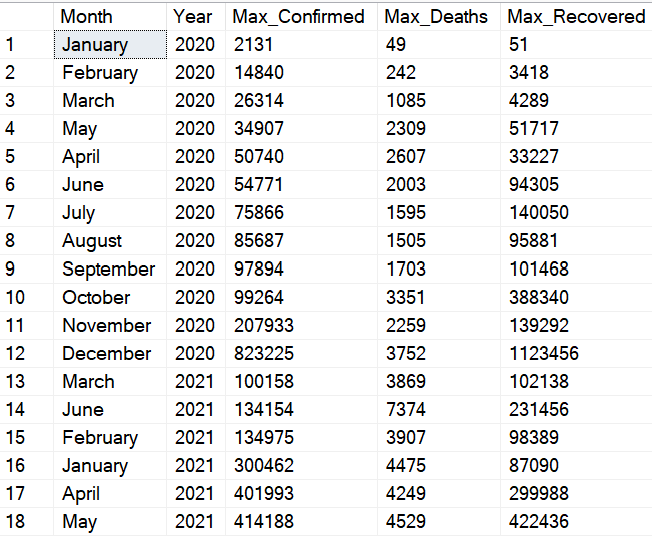 Month Year Max_Confirmed Max_Deaths Max_Recovered
1 January 2020 2131 49 51
2 February 2020 14840 242 3418
3 March 2020 26314 1085 4289
4 May 2020 34907 2309 51717
5 April 2020 50740 2607 33227
6 June 2020 54771 2003 94305
7 July 2020 75866 1595 140050
8 August 2020 85687 1505 95881
9 September 2020 97894 1703 101468
10 October 2020 99264 3351 388340
11 November 2020 207933 2259 139292
12 December 2020 823225 3752 1123456
13 March 2021 100158 3869 102138
14 June 2021 134154 7374 231456
15 February 2021 134975 3907 98389
16 January 2021 300462 4475 87090
17 April 2021 401993 4249 299988
18 May 2021 414188 4529 422436